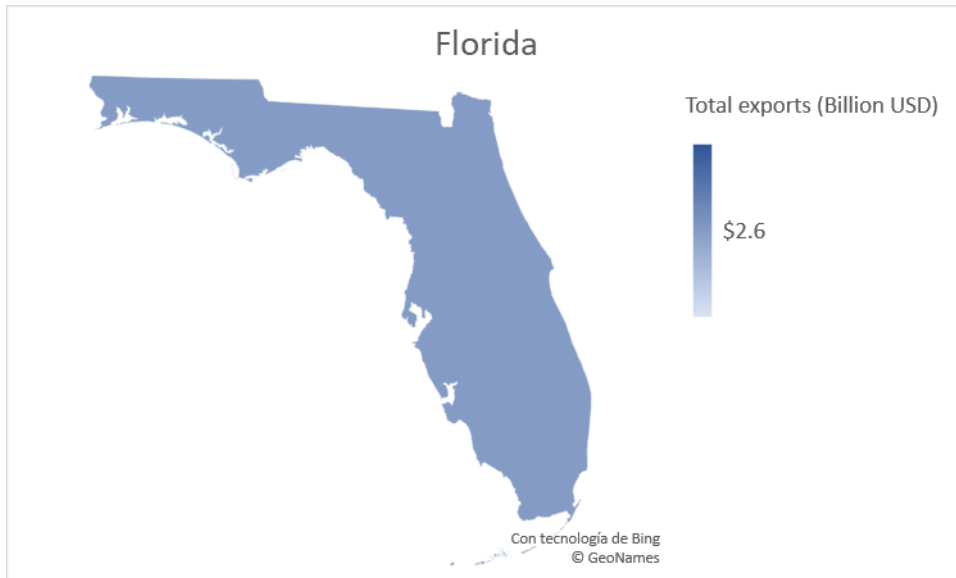 Florida
Total exports (Billion USD)
$2.6
Con tecnología de Bing
© GeoNames